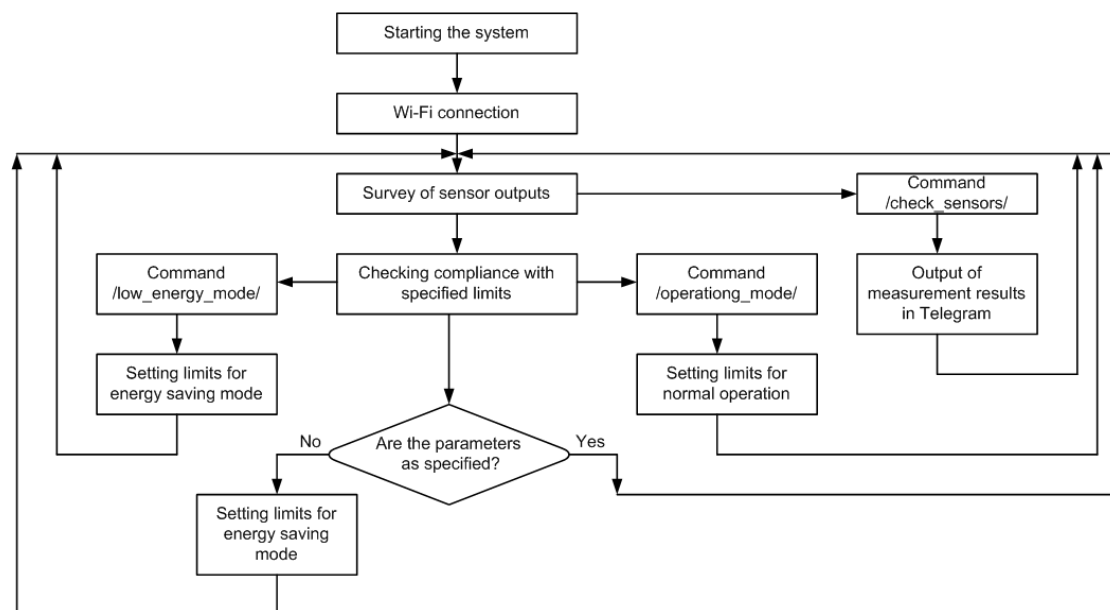 Starting the system
Wi-Fi connection
Survey of sensor outputs
Command
/check_sensors/
Command
/low_energy_mode/
Checking compliance with
specified limits
Command
/operationg_mode/
Output of
measurement results
in Telegram
Setting limits for
energy saving mode
Setting limits for
normal operation
No
Are the parameters
as specified?
Yes
Setting limits for
energy saving
mode